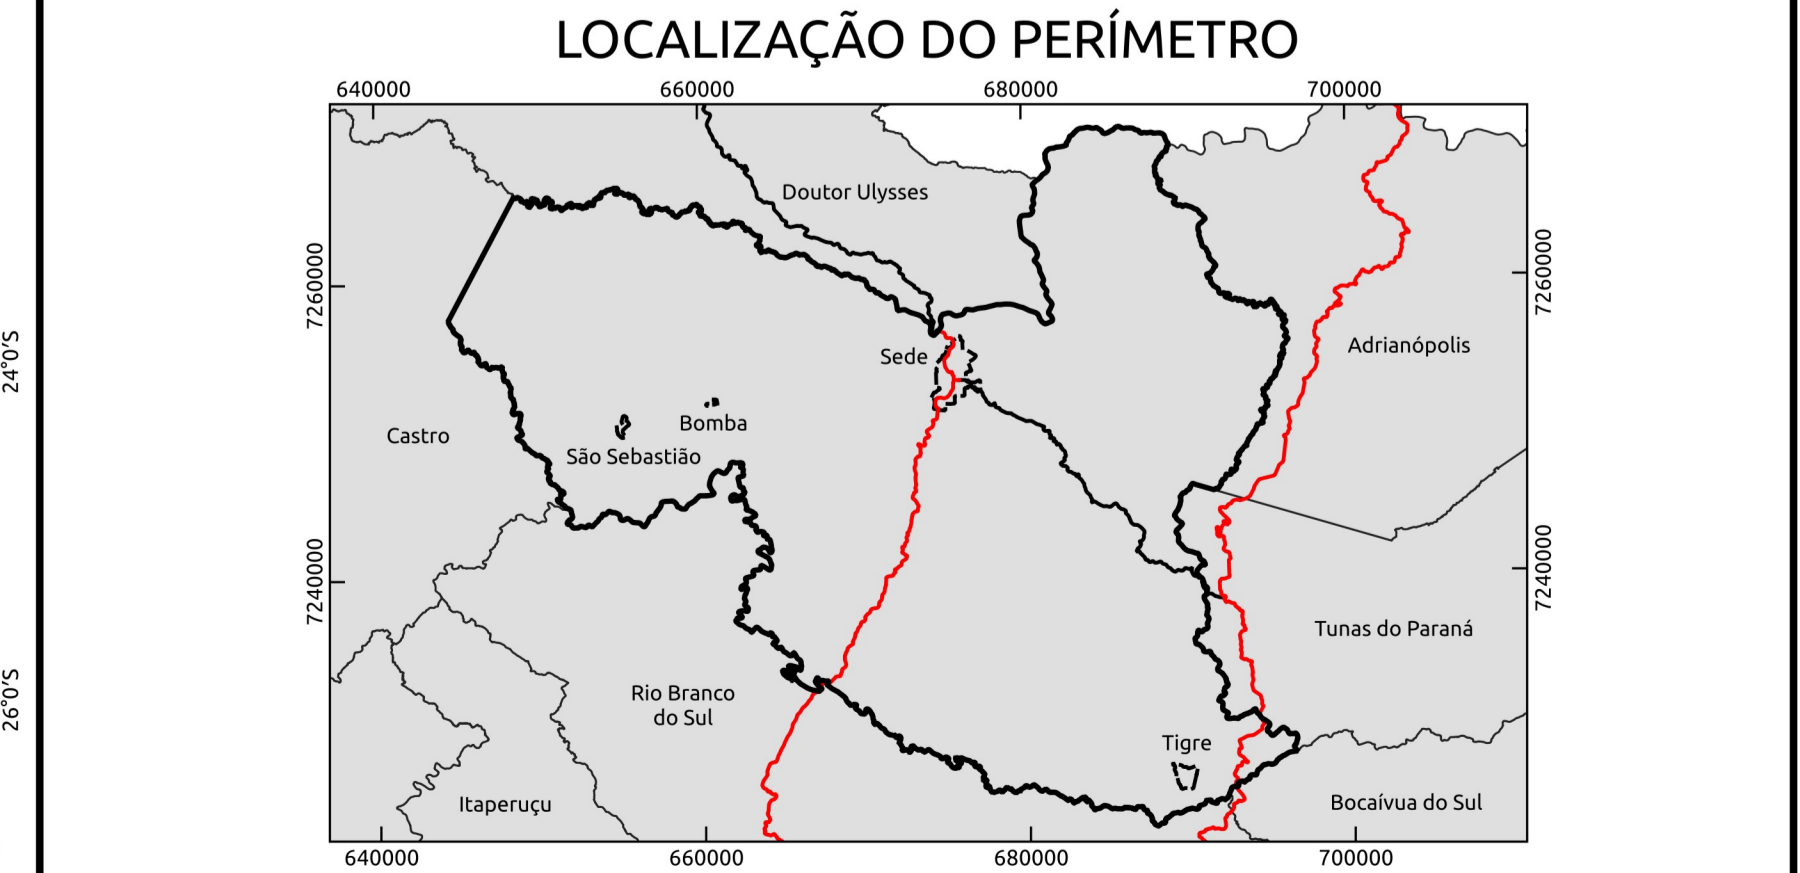 LOCALIZAÇÃO DO PERÍMETRO
640000 660000 680000 700000
Doutor Ulysses
7260000
7260000
24°0'S
Sede
Adrianópolis
Bomba
Castro
São Sebastião
7240000
7240000
Tunas do Paraná
26°0'S
Rio Branco
do Sul
Tigre
Itaperuçu
Bocaívua do Sul
640000 660000 680000 700000